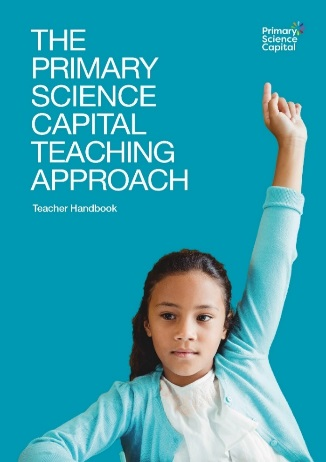 THE
PRIMARY
SCIENCE
CAPITAL
TEACHING
APPROACH
Teacher Handbook
Primary
Science
Capital